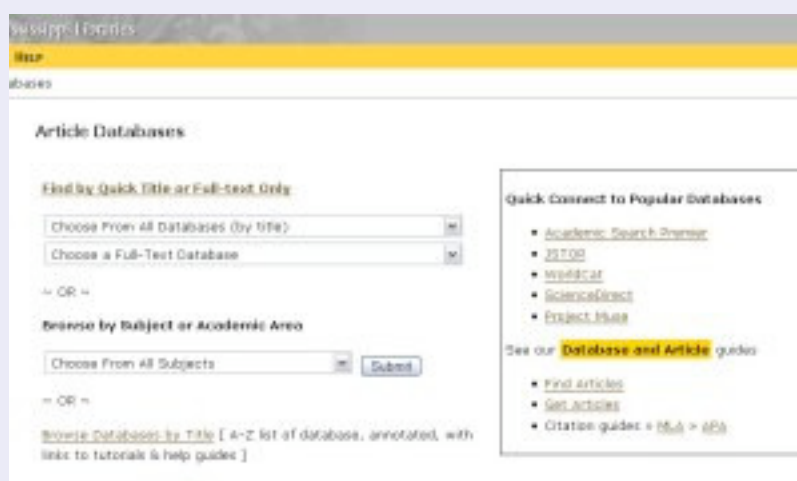 Libraries
HELP
abases
Article Databases
Find by Quick Title or Full-text Only
Choose From All Databases (by title)
Choose a Full-Text Database
~ OR ~
Browse by Subject or Academic Area
Choose From All Subjects
Submit
~ OR ~
Browse Databases by Title [ A-Z list of database, annotated, with
links to tutorials & help guides ]
Quick Connect to Popular Databases
• Academic Search Premier
• JSTOR
• WorldCat
• ScienceDirect
• Project Muse
See our Database and Article guides
• Find Articles
• Get Articles
• Citation guides » MLA » APA